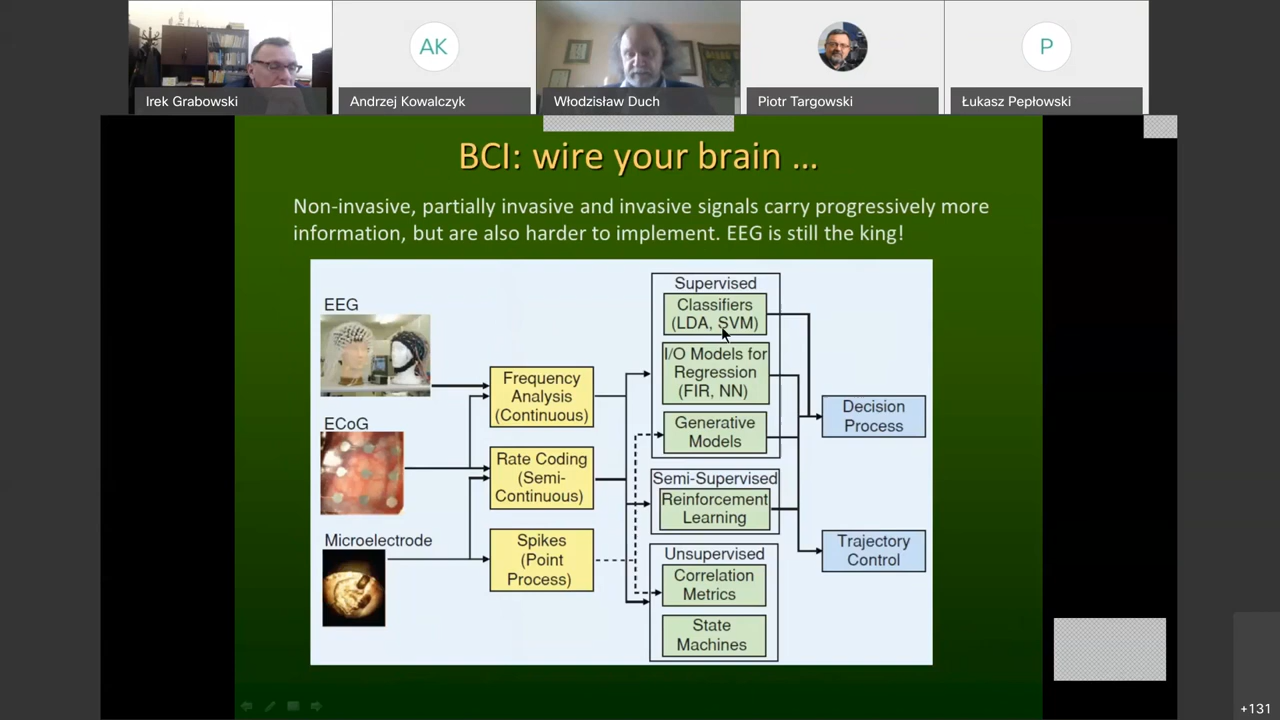 AK
P
Irek Grabowski
Andrzej Kowalczyk
Włodzisław Duch
Piotr Targowski
Łukasz Pepłowski
BCI: wire your brain …
Non-invasive, partially invasive and invasive signals carry progressively more
information, but are also harder to implement. EEG is still the king!
EEG
ECoG
Microelectrode
Frequency
Analysis
(Continuous)
Rate Coding
(Semi-
Continuous)
Spikes
(Point
Process)
Supervised
Classifiers
(LDA, SVM)
I/O Models for
Regression
(FIR, NN)
Generative
Models
Semi-Supervised
Reinforcement
Learning
Unsupervised
Correlation
Metrics
State
Machines
Decision
Process
Trajectory
Control
+131